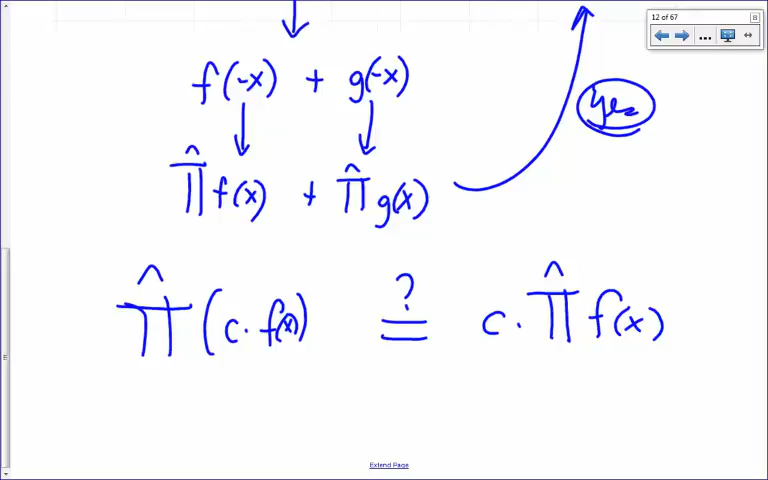 12 of 67
f(-x) + g(-x)
yes
Π̂ f(x) + Π̂ g(x)
Π̂ (c · f(x)) ?= c · Π̂ f(x)
Extend Page